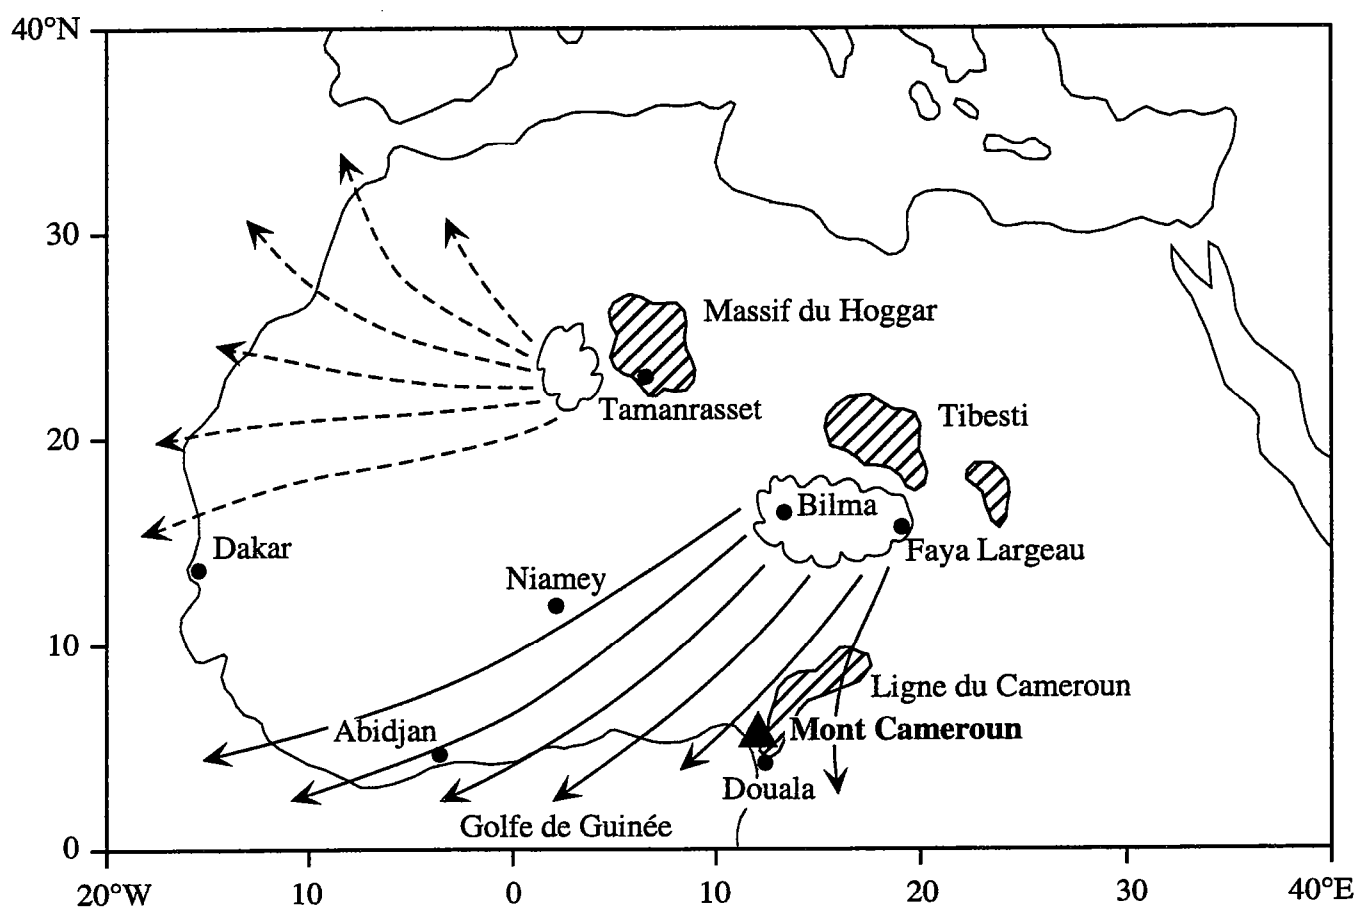 40°N
30
Massif du Hoggar
Tamanrasset
Tibesti
20
Bilma
Dakar
Faya Largeau
Niamey
10
Ligne du Cameroun
Abidjan
Mont Cameroun
Douala
Golfe de Guinée
0
20°W
10
0
10
20
30
40°E